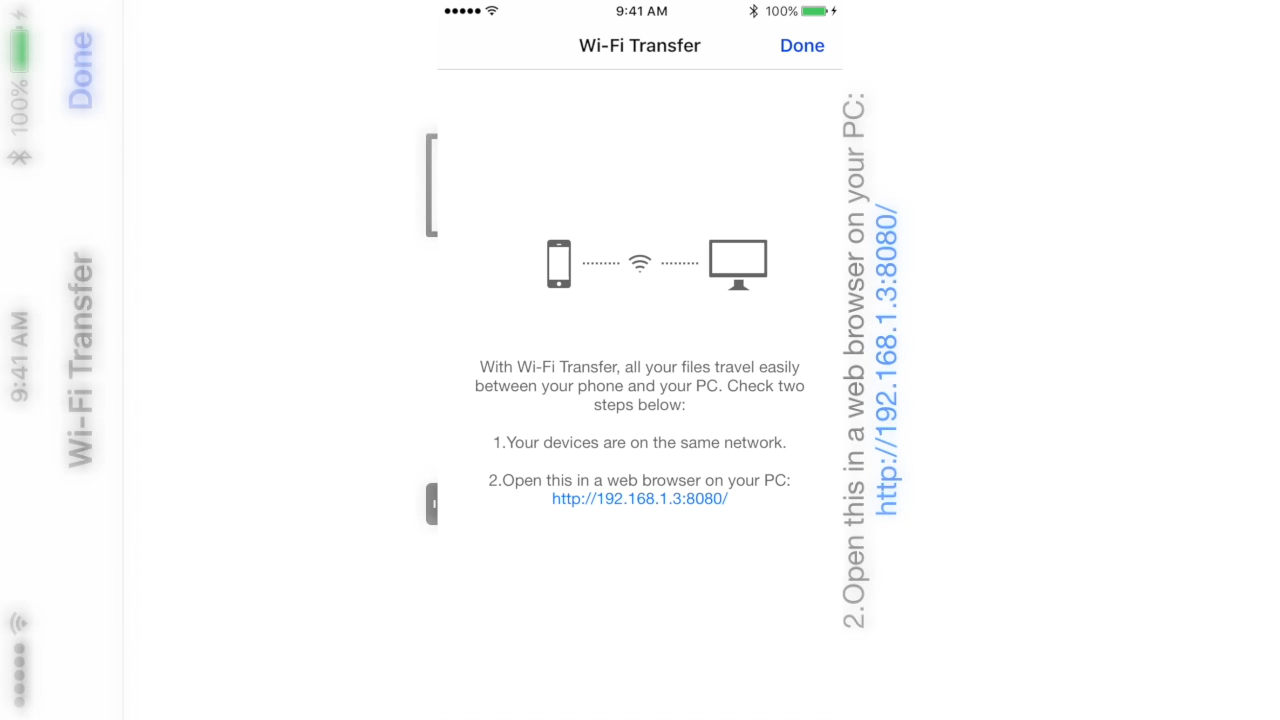 9:41 AM
100%
Wi-Fi Transfer
Done
With Wi-Fi Transfer, all your files travel easily
between your phone and your PC. Check two
steps below:
1.Your devices are on the same network.
2.Open this in a web browser on your PC:
http://192.168.1.3:8080/
100%
Done
9:41 AM
Wi-Fi Transfer
2.Open this in a web browser on your PC:
http://192.168.1.3:8080/